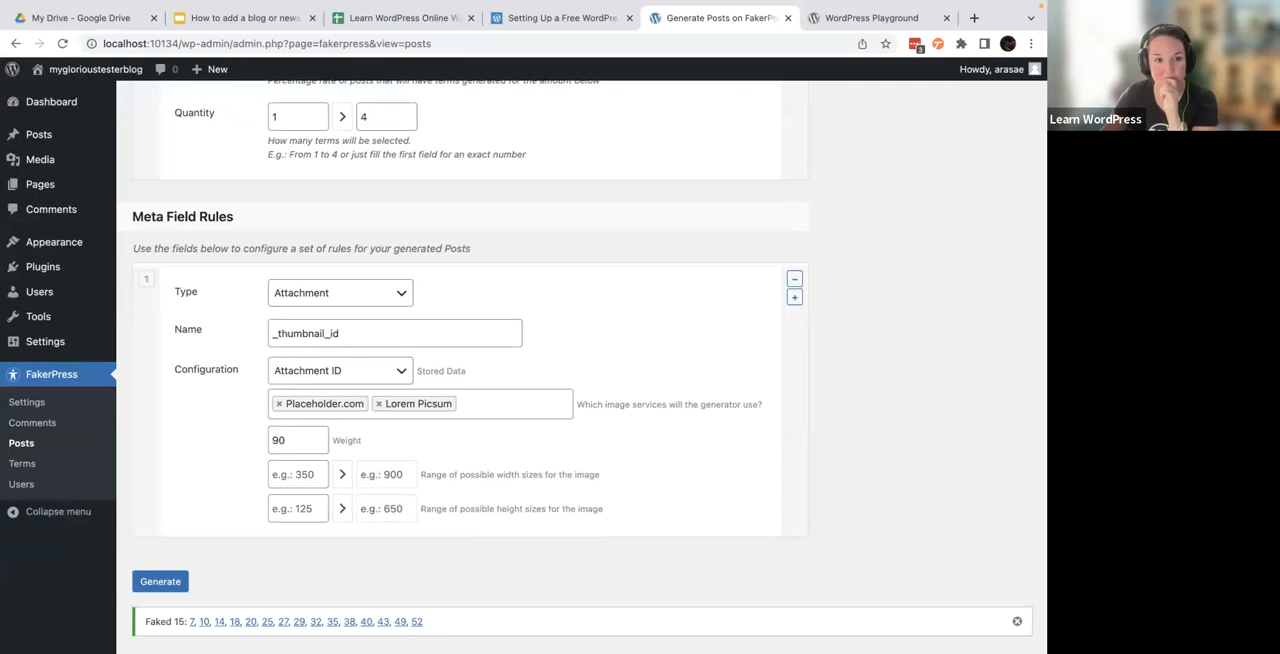 My Drive - Google Drive
How to add a blog or news
Learn WordPress Online W
Setting Up a Free WordPre
Generate Posts on FakerPr
WordPress Playground
localhost:10134/wp-admin/admin.php?page=fakerpress&view=posts
3
myglorioustesterblog
0
New
Howdy, arasae
Dashboard
Posts
Media
Pages
Comments
Appearance
Plugins
Users
Tools
Settings
FakerPress
Settings
Comments
Posts
Terms
Users
Collapse menu
Percentage rate of posts that will have terms generated for the amount below
Quantity
1
4
How many terms will be selected.
E.g.: From 1 to 4 or just fill the first field for an exact number
Meta Field Rules
Use the fields below to configure a set of rules for your generated Posts
1
−
+
Type
Attachment
Name
_thumbnail_id
Configuration
Attachment ID
Stored Data
× Placeholder.com
× Lorem Picsum
Which image services will the generator use?
90
Weight
e.g.: 350
e.g.: 900
Range of possible width sizes for the image
e.g.: 125
e.g.: 650
Range of possible height sizes for the image
Generate
Faked 15: 7, 10, 14, 18, 20, 25, 27, 29, 32, 35, 38, 40, 43, 49, 52
Learn WordPress